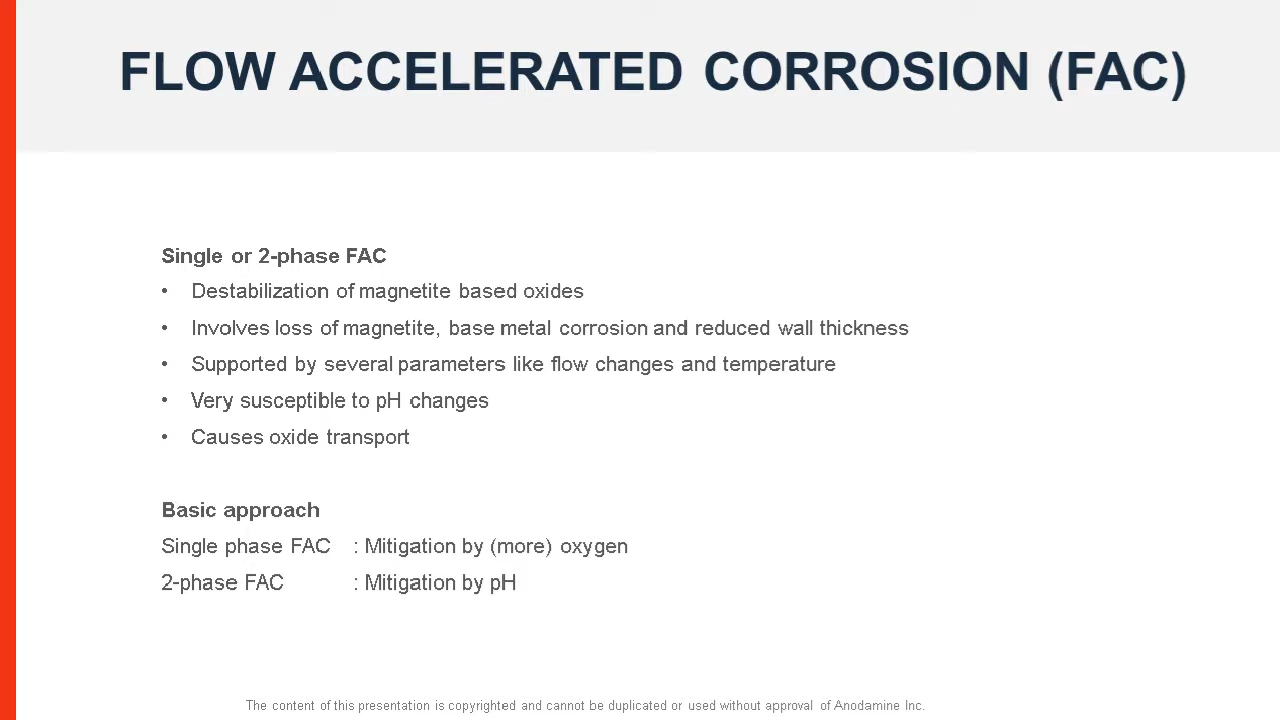 FLOW ACCELERATED CORROSION (FAC)
Single or 2-phase FAC
• Destabilization of magnetite based oxides
• Involves loss of magnetite, base metal corrosion and reduced wall thickness
• Supported by several parameters like flow changes and temperature
• Very susceptible to pH changes
• Causes oxide transport
Basic approach
Single phase FAC : Mitigation by (more) oxygen
2-phase FAC : Mitigation by pH
The content of this presentation is copyrighted and cannot be duplicated or used without approval of Anodamine Inc.